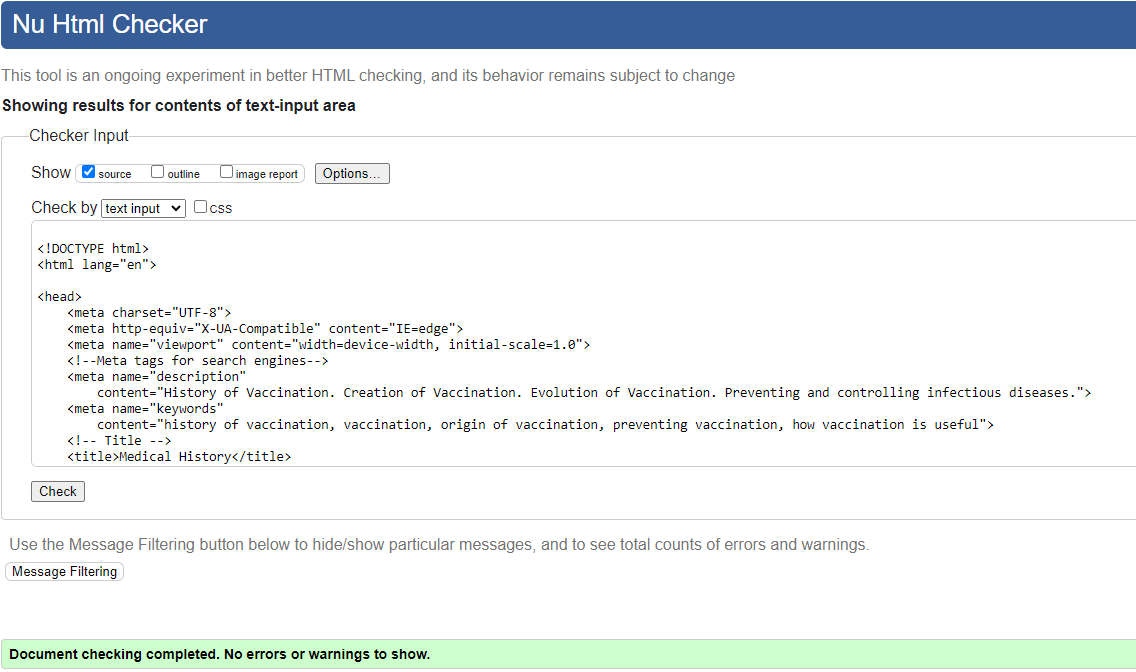 Nu Html Checker
This tool is an ongoing experiment in better HTML checking, and its behavior remains subject to change
Showing results for contents of text-input area
Checker Input
Show source outline image report Options...
Check by text input css
<!DOCTYPE html>
<html lang="en">
<head>
    <meta charset="UTF-8">
    <meta http-equiv="X-UA-Compatible" content="IE=edge">
    <meta name="viewport" content="width=device-width, initial-scale=1.0">
    <!--Meta tags for search engines-->
    <meta name="description"
        content="History of Vaccination. Creation of Vaccination. Evolution of Vaccination. Preventing and controlling infectious diseases.">
    <meta name="keywords"
        content="history of vaccination, vaccination, origin of vaccination, preventing vaccination, how vaccination is useful">
    <!-- Title -->
    <title>Medical History</title>
Check
Use the Message Filtering button below to hide/show particular messages, and to see total counts of errors and warnings.
Message Filtering
Document checking completed. No errors or warnings to show.